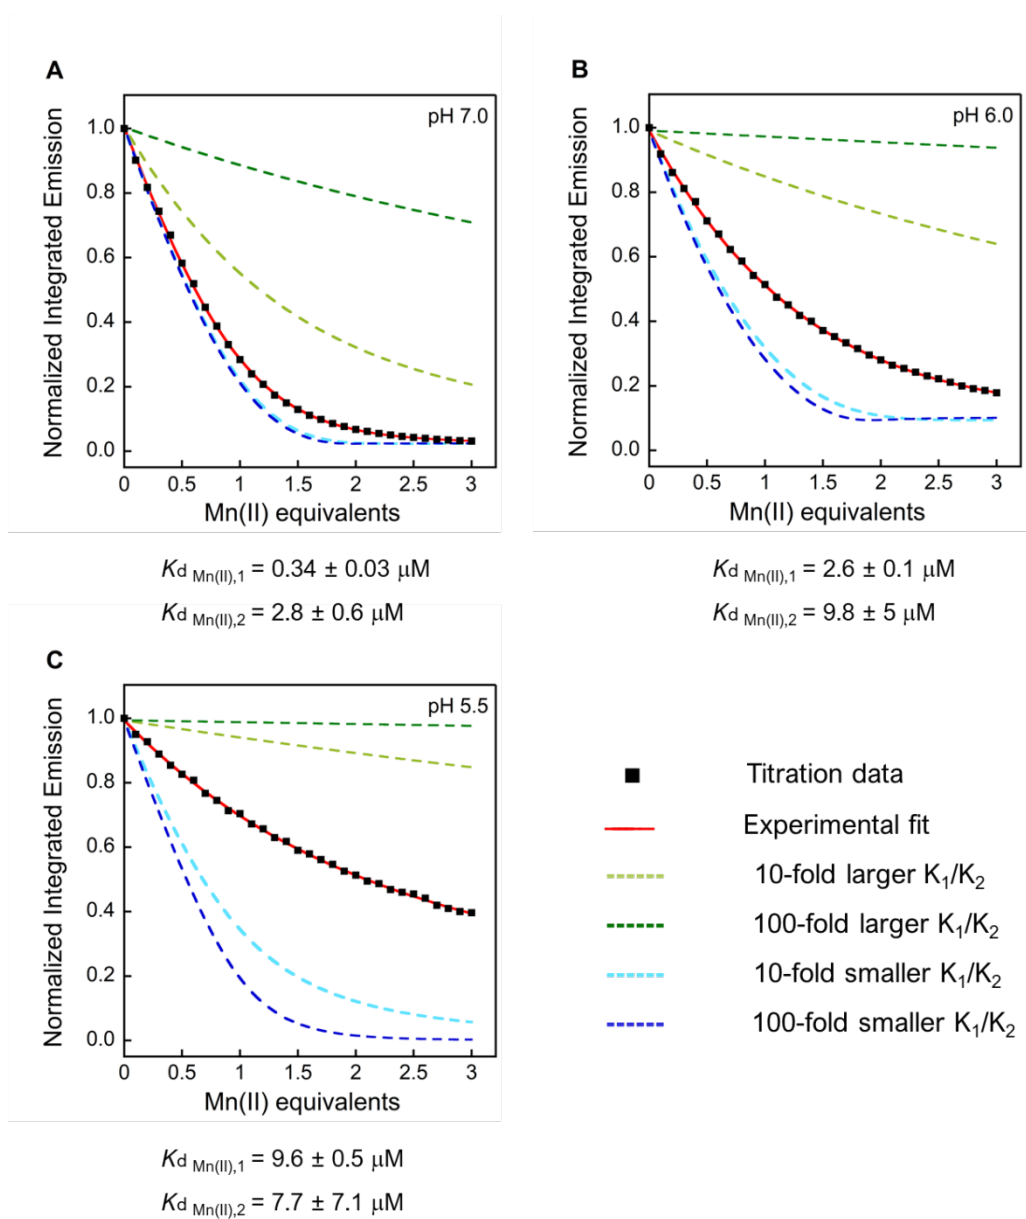 A
pH 7.0
Normalized Integrated Emission
1.0
0.8
0.6
0.4
0.2
0.0
0 0.5 1 1.5 2 2.5 3
Mn(II) equivalents
Kd Mn(II),1 = 0.34 ± 0.03 μM
Kd Mn(II),2 = 2.8 ± 0.6 μM
B
pH 6.0
Normalized Integrated Emission
1.0
0.8
0.6
0.4
0.2
0.0
0 0.5 1 1.5 2 2.5 3
Mn(II) equivalents
Kd Mn(II),1 = 2.6 ± 0.1 μM
Kd Mn(II),2 = 9.8 ± 5 μM
C
pH 5.5
Normalized Integrated Emission
1.0
0.8
0.6
0.4
0.2
0.0
0 0.5 1 1.5 2 2.5 3
Mn(II) equivalents
Kd Mn(II),1 = 9.6 ± 0.5 μM
Kd Mn(II),2 = 7.7 ± 7.1 μM
Titration data
Experimental fit
10-fold larger K₁/K₂
100-fold larger K₁/K₂
10-fold smaller K₁/K₂
100-fold smaller K₁/K₂